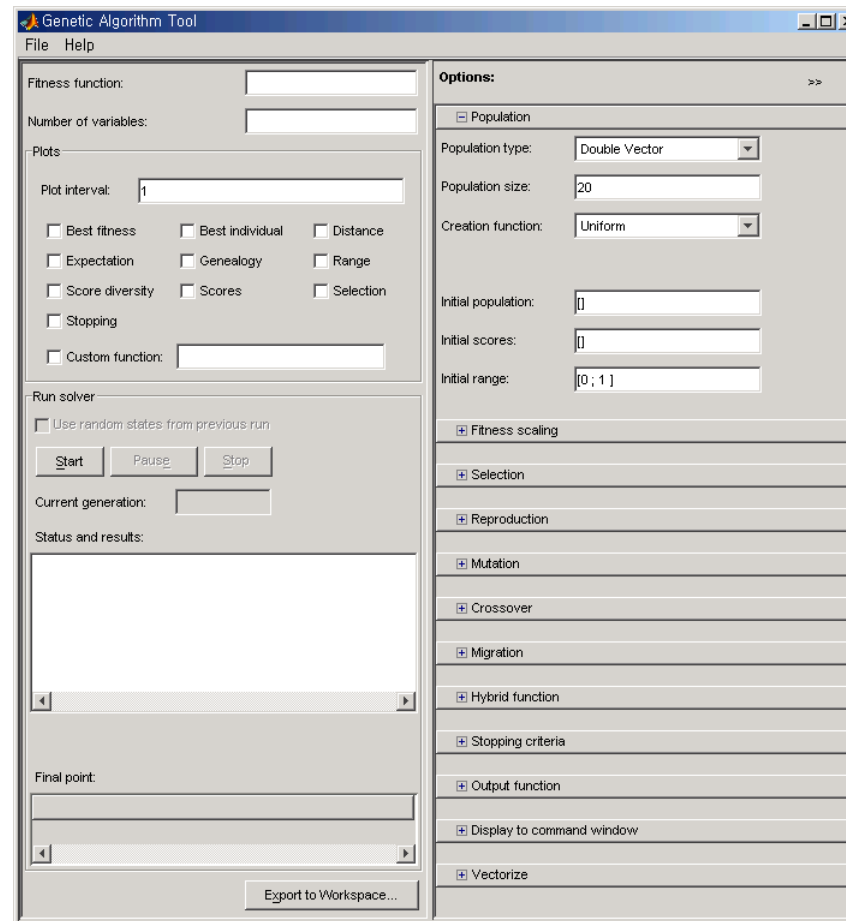 Genetic Algorithm Tool
File Help
Fitness function:
Number of variables:
Plots
Plot interval: 1
Best fitness Best individual Distance
Expectation Genealogy Range
Score diversity Scores Selection
Stopping
Custom function:
Run solver
Use random states from previous run
Start Pause Stop
Current generation:
Status and results:
Final point:
Export to Workspace...
Options: >>
Population
Population type: Double Vector
Population size: 20
Creation function: Uniform
Initial population: []
Initial scores: []
Initial range: [0 ; 1 ]
Fitness scaling
Selection
Reproduction
Mutation
Crossover
Migration
Hybrid function
Stopping criteria
Output function
Display to command window
Vectorize